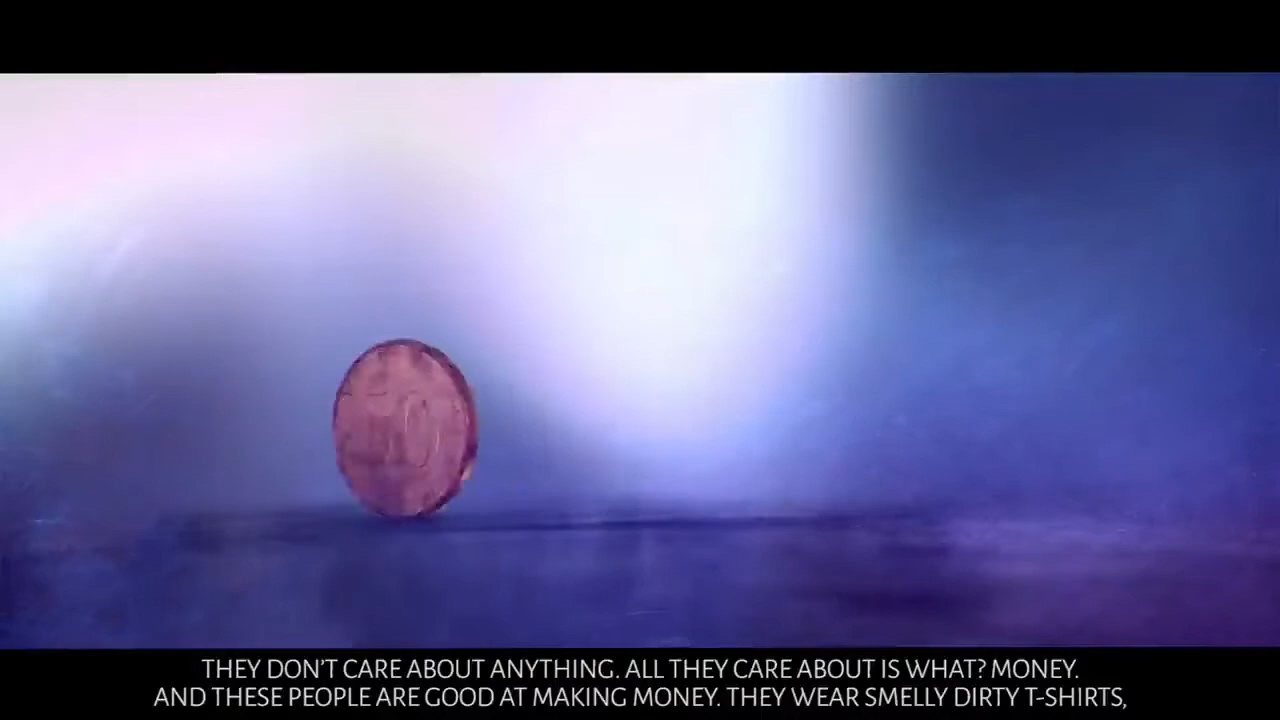 THEY DON'T CARE ABOUT ANYTHING. ALL THEY CARE ABOUT IS WHAT? MONEY.
AND THESE PEOPLE ARE GOOD AT MAKING MONEY. THEY WEAR SMELLY DIRTY T-SHIRTS,